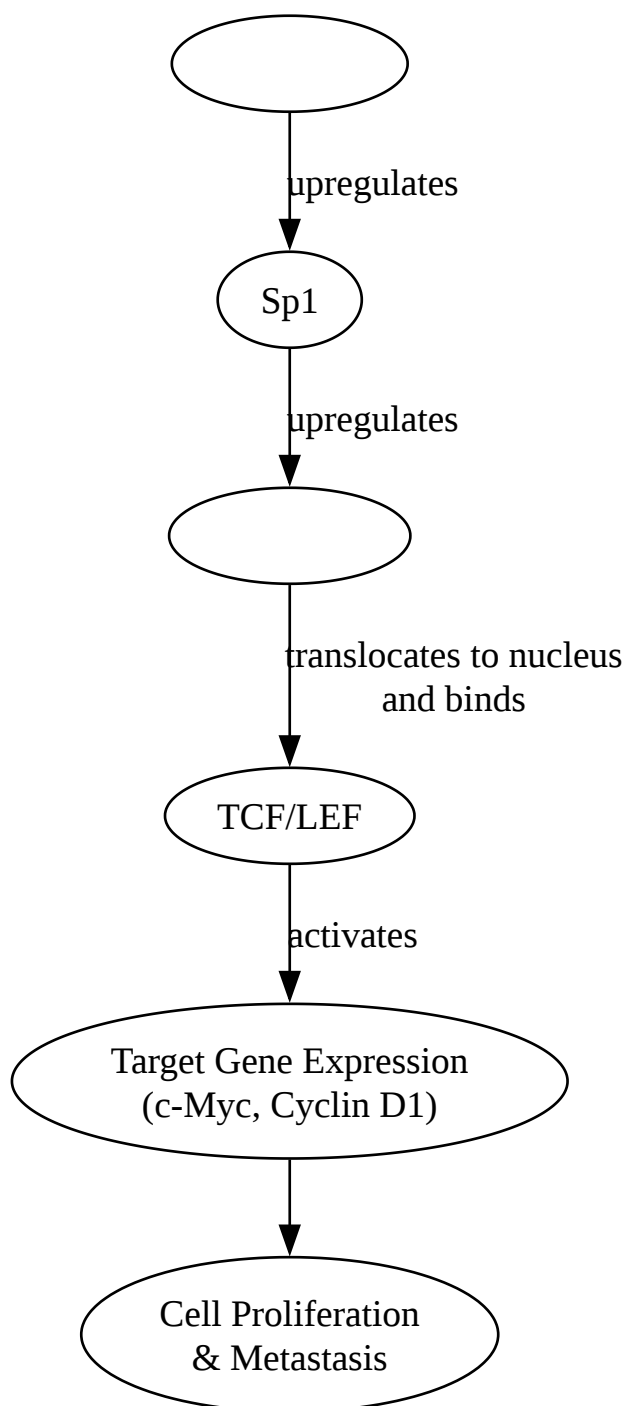 upregulates
Sp1
upregulates
translocates to nucleus
and binds
TCF/LEF
activates
Target Gene Expression
(c-Myc, Cyclin D1)
Cell Proliferation
& Metastasis